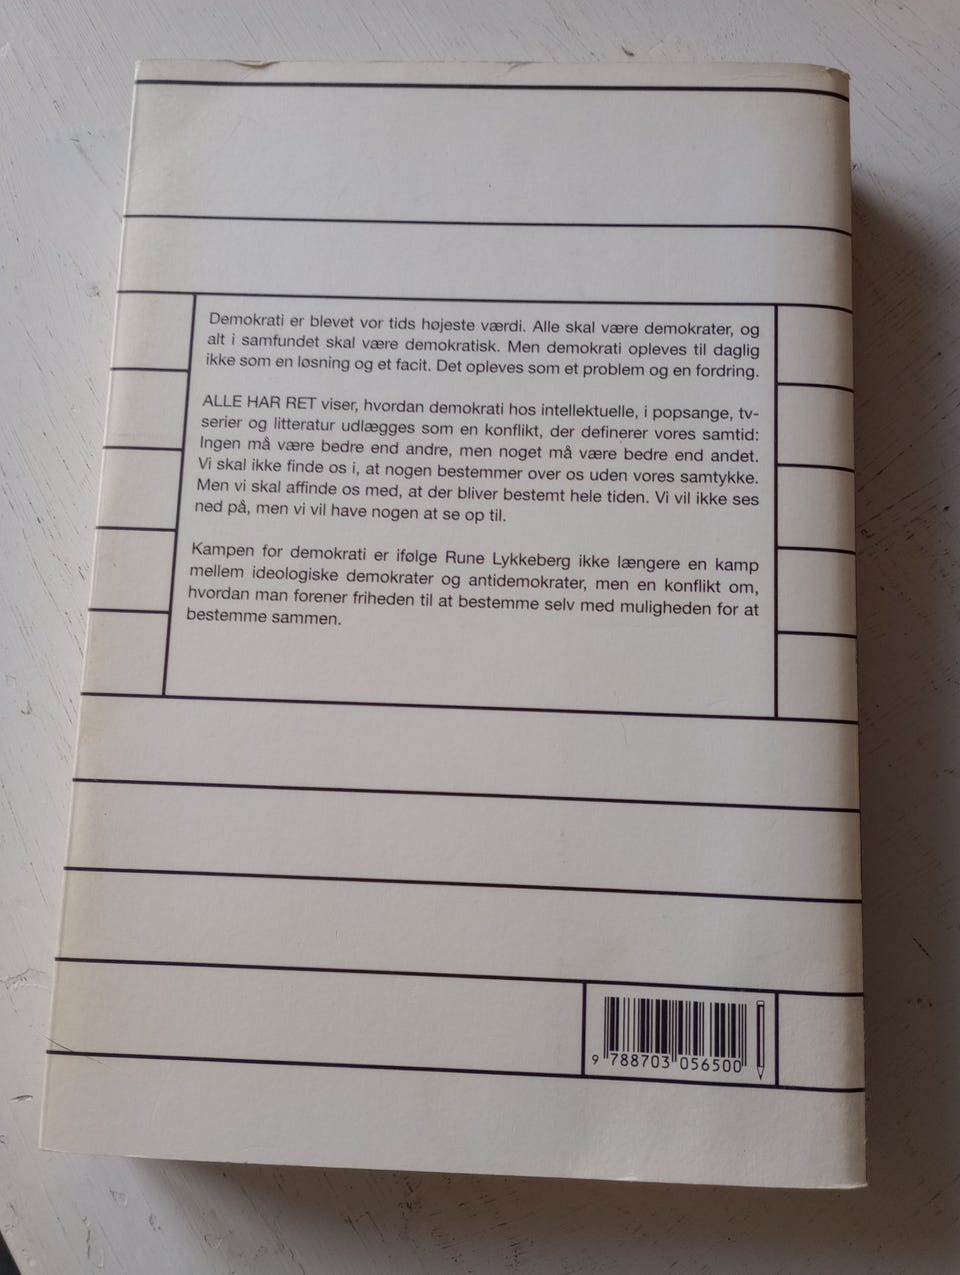 Demokrati er blevet vor tids højeste værdi. Alle skal være demokrater, og
alt i samfundet skal være demokratisk. Men demokrati opleves til daglig
ikke som en løsning og et facit. Det opleves som et problem og en fordring.
ALLE HAR RET viser, hvordan demokrati hos intellektuelle, i popsange, tv-
serier og litteratur udlægges som en konflikt, der definerer vores samtid:
Ingen må være bedre end andre, men noget må være bedre end andet.
Vi skal ikke finde os i, at nogen bestemmer over os uden vores samtykke.
Men vi skal affinde os med, at der bliver bestemt hele tiden. Vi vil ikke ses
ned på, men vi vil have nogen at se op til.
Kampen for demokrati er ifølge Rune Lykkeberg ikke længere en kamp
mellem ideologiske demokrater og antidemokrater, men en konflikt om,
hvordan man forener friheden til at bestemme selv med muligheden for at
bestemme sammen.
9 788703 056500